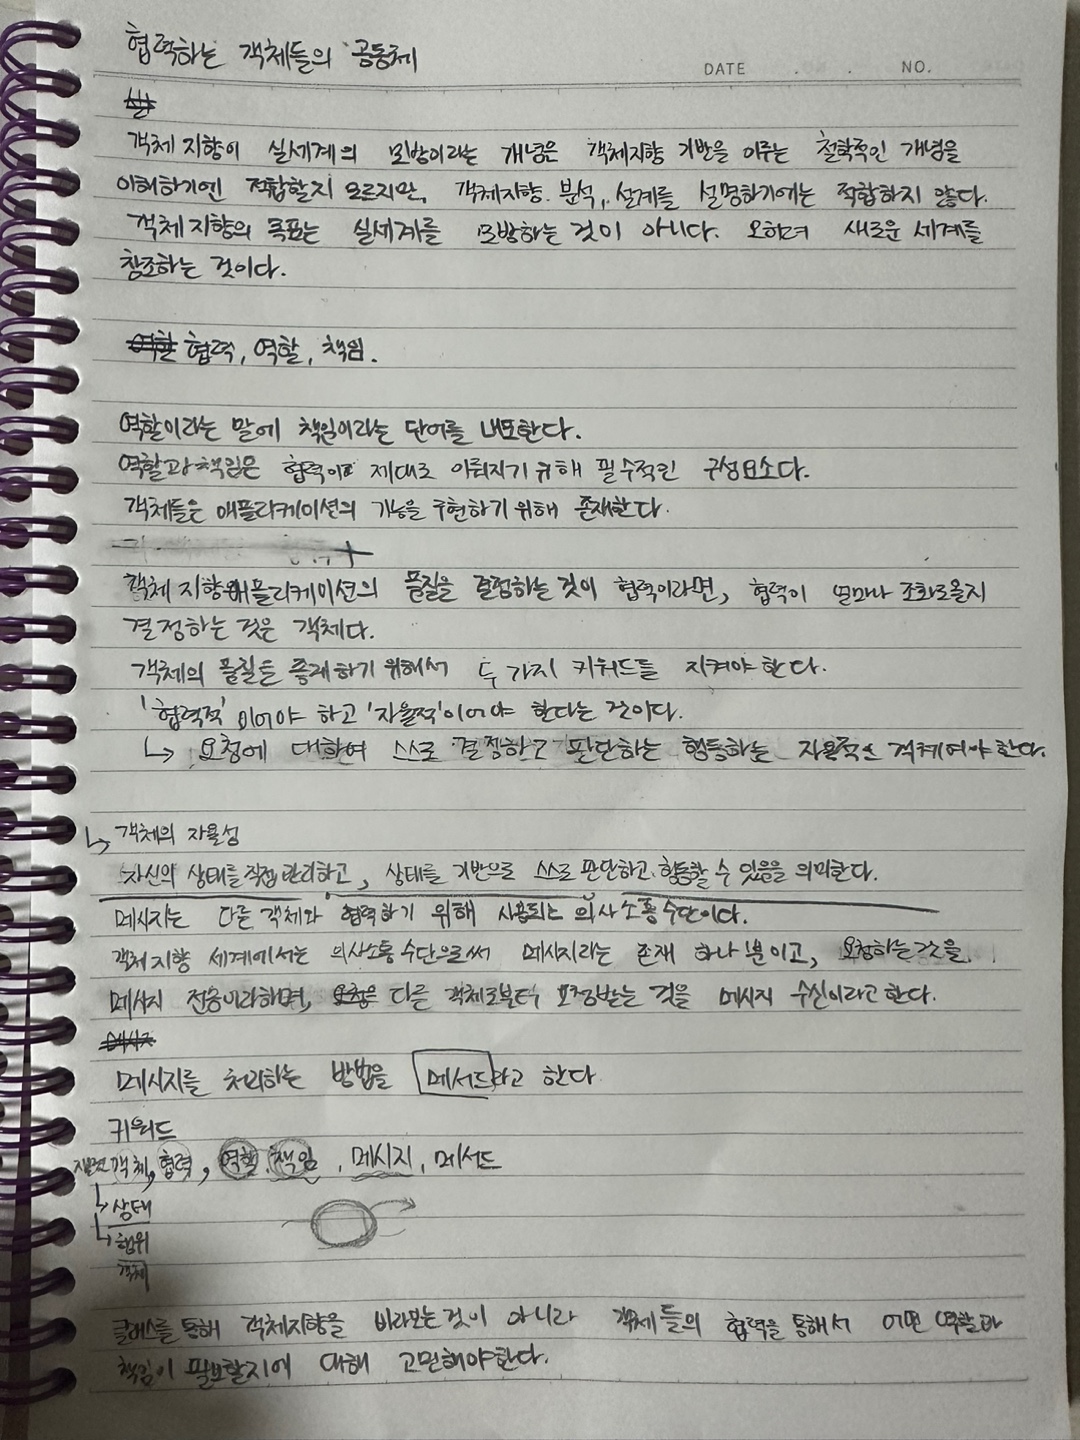 협력하는 객체들의 공동체
DATE . . NO.
객체 지향이 실세계의 모방이라는 개념은 객체지향 기반을 이루는 철학적인 개념을
이해하기엔 적합할지 모르지만, 객체지향. 분석, 설계를 설명하기에는 적합하지 않다.
객체 지향의 목표는 실세계를 모방하는 것이 아니다. 오히려 새로운 세계를
창조하는 것이다.
역할 협력, 역할, 책임.
역할이라는 말에 책임이라는 단어를 내포한다.
역할과 책임은 협력이 제대로 이뤄지기 위해 필수적인 구성요소다.
객체들은 애플리케이션의 기능을 구현하기 위해 존재한다.
객체 지향 애플리케이션의 품질을 결정하는 것이 협력이라면, 협력이 얼마나 조화로울지
결정하는 것은 객체다.
객체의 품질을 위해서 두 가지 키워드를 지켜야 한다.
'협력적' 이어야 하고 '자율적'이어야 한다는 것이다.
↳ 요청에 대하여 스스로 결정하고 판단하는 행동하는 자율적인 객체여야 한다.
↳ 객체의 자율성
자신의 상태를 직접 관리하고, 상태를 기반으로 스스로 판단하고 행동할 수 있음을 의미한다.
메시지는 다른 객체와 협력하기 위해 사용되는 의사소통 수단이다.
객체 지향 세계에서는 의사소통 수단으로써 메시지라는 존재 하나 뿐이고, 요청하는 것을
메시지 전송이라하며, 다른 객체로부터 요청받는 것을 메시지 수신이라고 한다.
메시지를 처리하는 방법을 메서드라고 한다
키워드
객체, 협력, 역할, 책임, 메시지, 메서드
↳ 상태
↳ 행위
객체
클래스를 통해 객체지향을 바라보는 것이 아니라 객체들의 협력을 통해서 어떤 역할과
책임이 필요할지에 대해 고민해야한다.